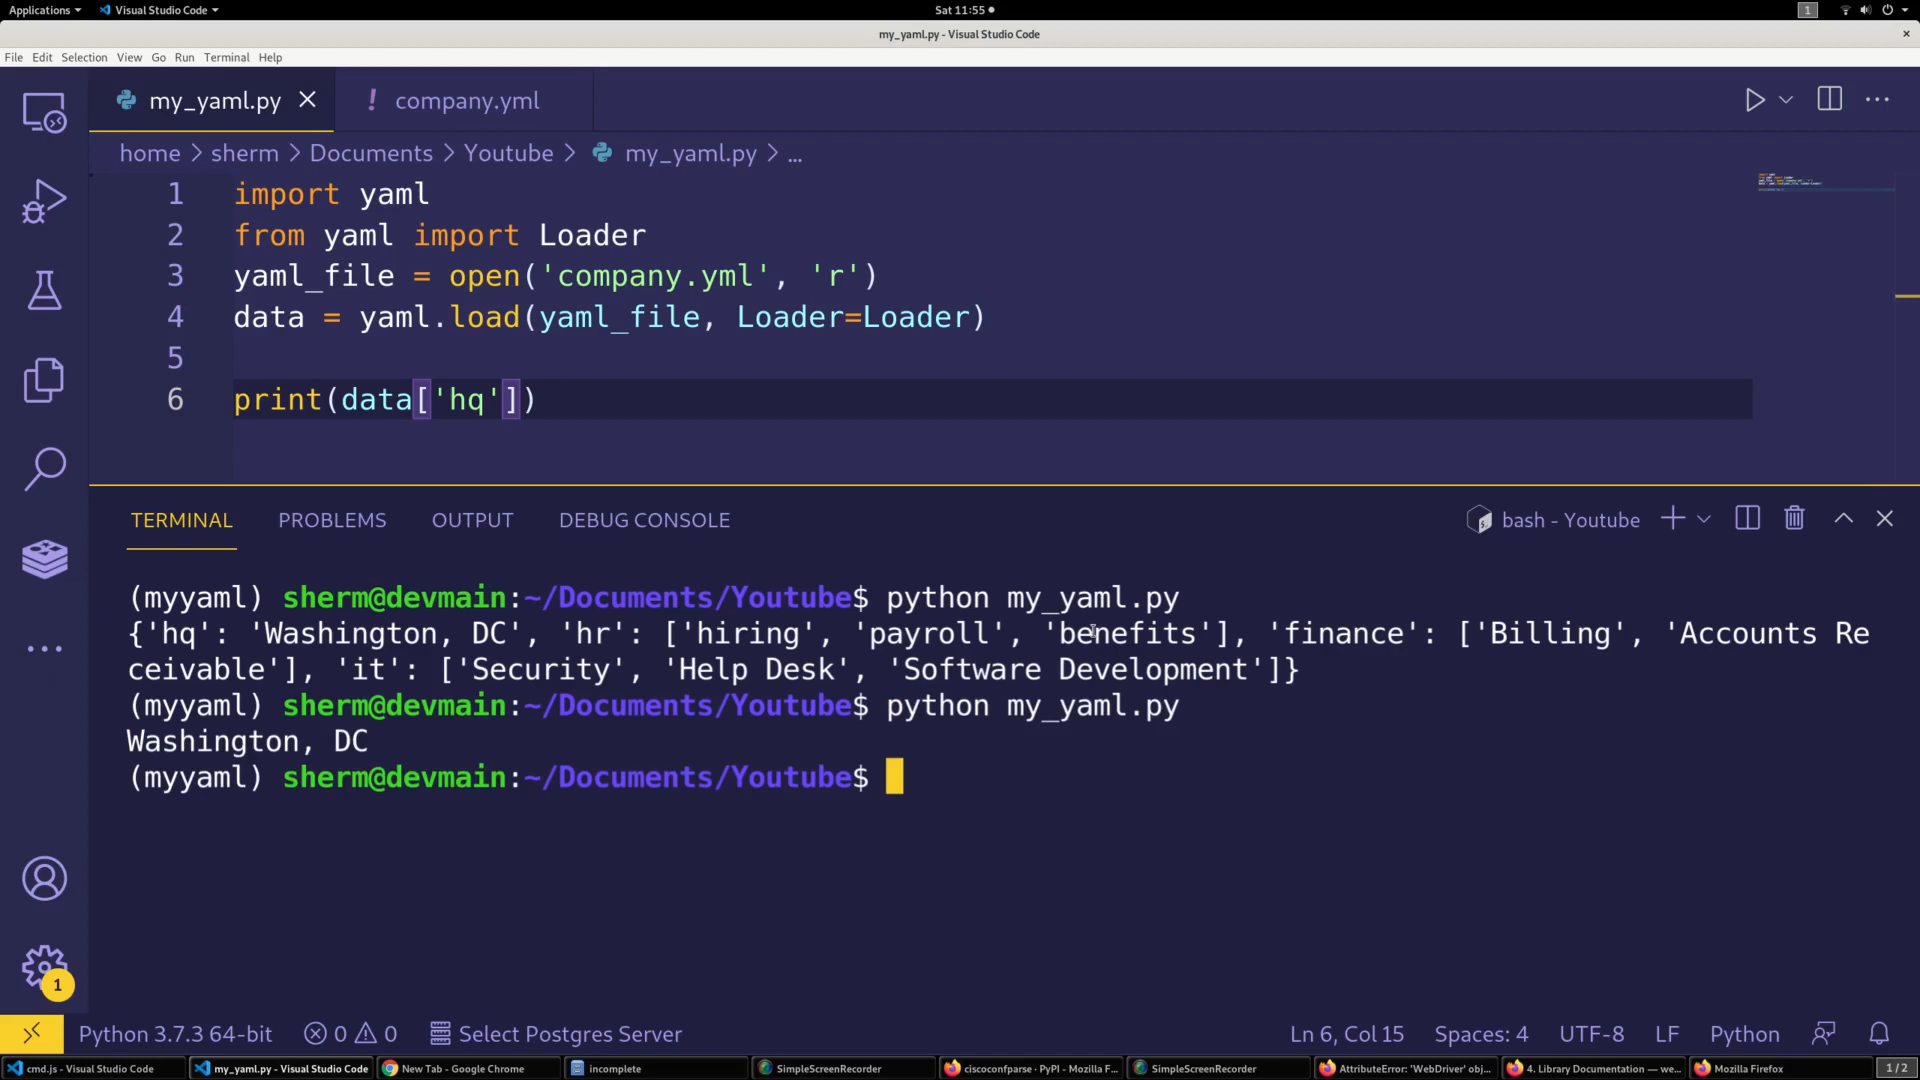 Applications
Visual Studio Code
Sat 11:55
1
my_yaml.py - Visual Studio Code
File Edit Selection View Go Run Terminal Help
my_yaml.py
! company.yml
home > sherm > Documents > Youtube > my_yaml.py > ...
1 import yaml
2 from yaml import Loader
3 yaml_file = open('company.yml', 'r')
4 data = yaml.load(yaml_file, Loader=Loader)
5
6 print(data['hq'])
TERMINAL PROBLEMS OUTPUT DEBUG CONSOLE
bash - Youtube
(myyaml) sherm@devmain:~/Documents/Youtube$ python my_yaml.py
{'hq': 'Washington, DC', 'hr': ['hiring', 'payroll', 'benefits'], 'finance': ['Billing', 'Accounts Re
ceivable'], 'it': ['Security', 'Help Desk', 'Software Development']}
(myyaml) sherm@devmain:~/Documents/Youtube$ python my_yaml.py
Washington, DC
(myyaml) sherm@devmain:~/Documents/Youtube$
1
Python 3.7.3 64-bit 0 0 Select Postgres Server Ln 6, Col 15 Spaces: 4 UTF-8 LF Python
cmd.js - Visual Studio Code
my_yaml.py - Visual Studio Code
New Tab - Google Chrome
incomplete
SimpleScreenRecorder
ciscoconfparse · PyPI - Mozilla F...
SimpleScreenRecorder
AttributeError: 'WebDriver' obj...
4. Library Documentation — we...
Mozilla Firefox
1 / 2